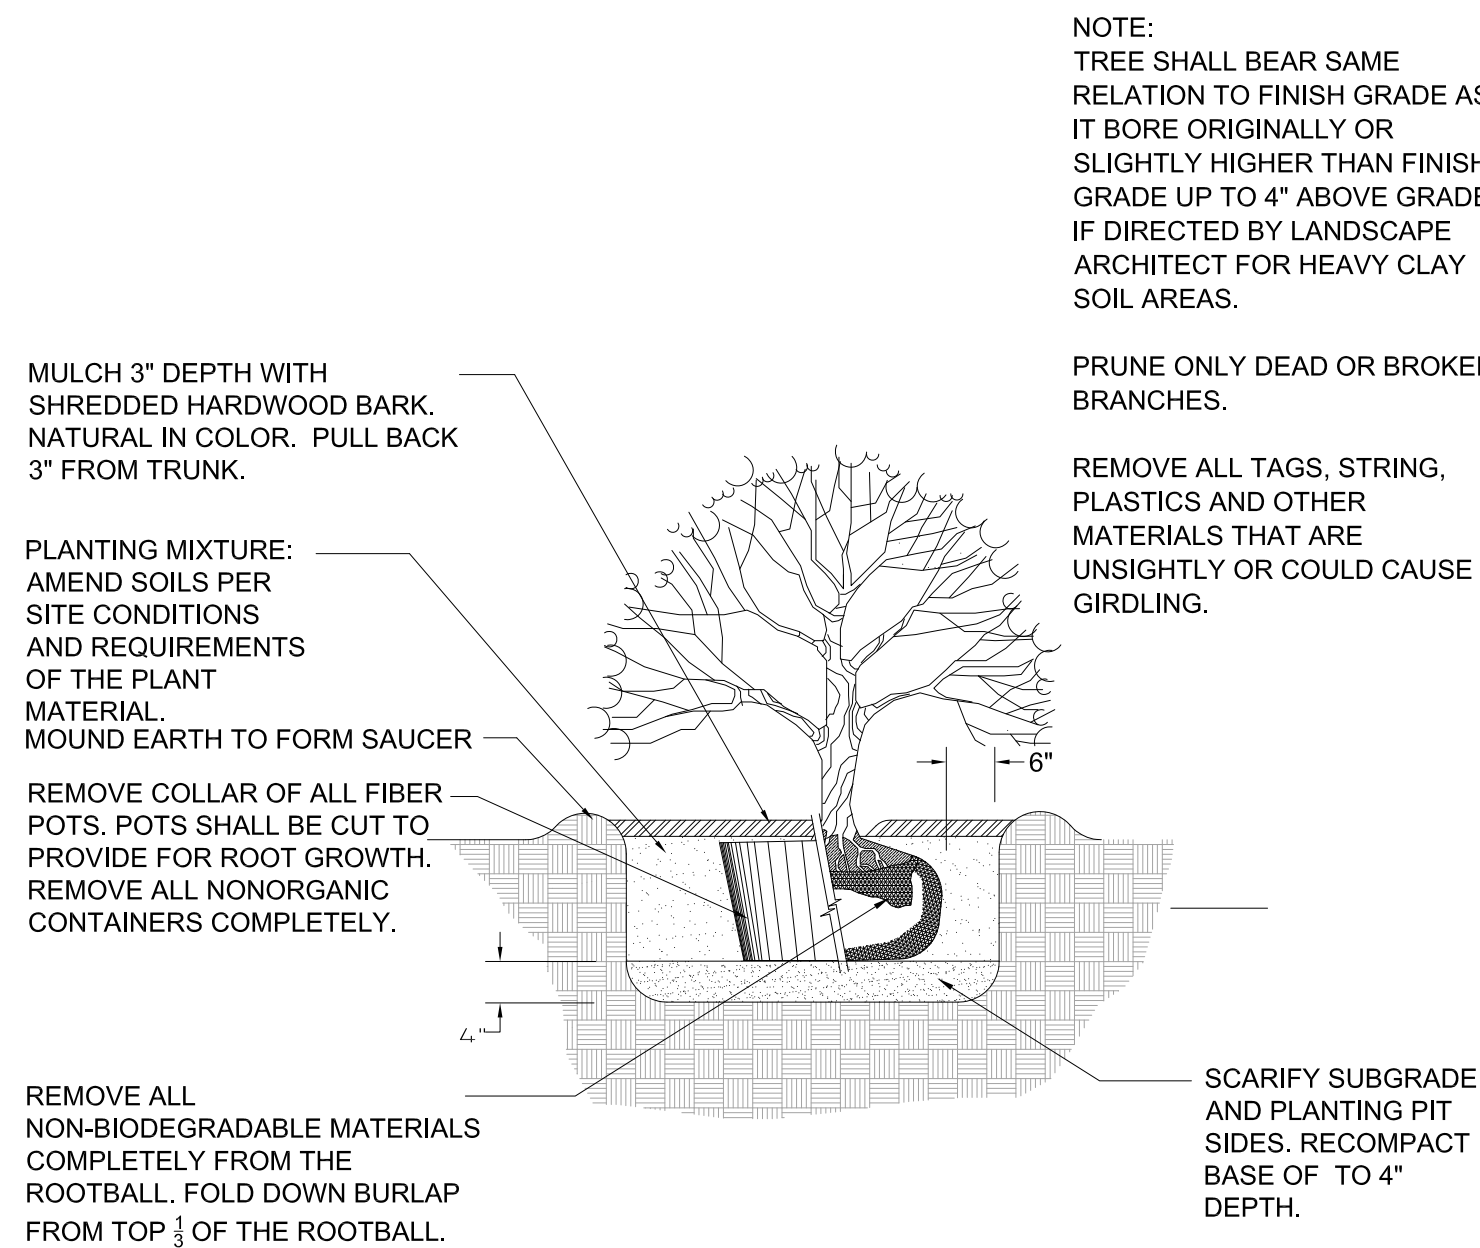 NOTE:
TREE SHALL BEAR SAME
RELATION TO FINISH GRADE AS
IT BORE ORIGINALLY OR
SLIGHTLY HIGHER THAN FINISH
GRADE UP TO 4" ABOVE GRADE
IF DIRECTED BY LANDSCAPE
ARCHITECT FOR HEAVY CLAY
SOIL AREAS.
PRUNE ONLY DEAD OR BROKEN
BRANCHES.
REMOVE ALL TAGS, STRING,
PLASTICS AND OTHER
MATERIALS THAT ARE
UNSIGHTLY OR COULD CAUSE
GIRDLING.
MULCH 3" DEPTH WITH
SHREDDED HARDWOOD BARK.
NATURAL IN COLOR. PULL BACK
3" FROM TRUNK.
PLANTING MIXTURE:
AMEND SOILS PER
SITE CONDITIONS
AND REQUIREMENTS
OF THE PLANT
MATERIAL.
MOUND EARTH TO FORM SAUCER
6"
REMOVE COLLAR OF ALL FIBER
POTS. POTS SHALL BE CUT TO
PROVIDE FOR ROOT GROWTH.
REMOVE ALL NONORGANIC
CONTAINERS COMPLETELY.
4"
REMOVE ALL
NON-BIODEGRADABLE MATERIALS
COMPLETELY FROM THE
ROOTBALL. FOLD DOWN BURLAP
FROM TOP 1/3 OF THE ROOTBALL.
SCARIFY SUBGRADE
AND PLANTING PIT
SIDES. RECOMPACT
BASE OF TO 4"
DEPTH.